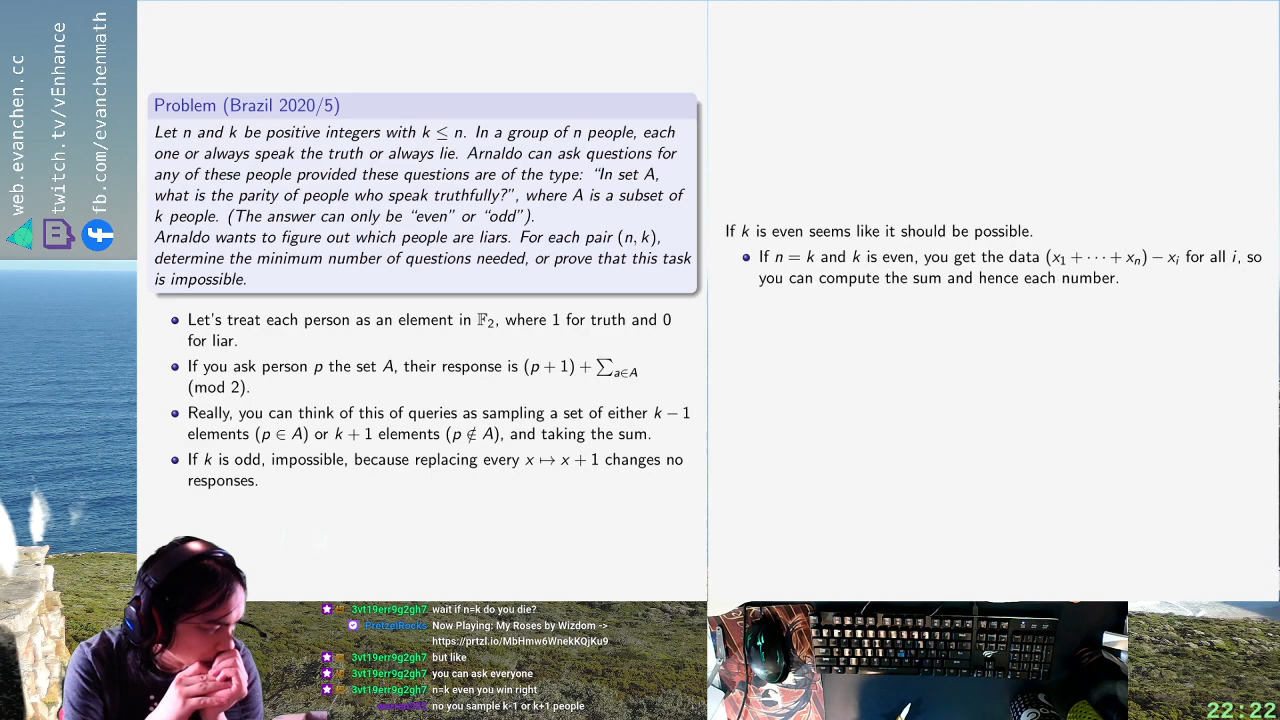 web.evanchen.cc
twitch.tv/vEnhance
fb.com/evanchenmath
Problem (Brazil 2020/5)
Let n and k be positive integers with k ≤ n. In a group of n people, each
one or always speak the truth or always lie. Arnaldo can ask questions for
any of these people provided these questions are of the type: “In set A,
what is the parity of people who speak truthfully?”, where A is a subset of
k people. (The answer can only be “even” or “odd”).
Arnaldo wants to figure out which people are liars. For each pair (n, k),
determine the minimum number of questions needed, or prove that this task
is impossible.
Let's treat each person as an element in 𝔽₂, where 1 for truth and 0
for liar.
If you ask person p the set A, their response is (p + 1) + ∑a∈A
(mod 2).
Really, you can think of this of queries as sampling a set of either k − 1
elements (p ∈ A) or k + 1 elements (p ∉ A), and taking the sum.
If k is odd, impossible, because replacing every x ↦ x + 1 changes no
responses.
If k is even seems like it should be possible.
If n = k and k is even, you get the data (x₁ + ⋯ + xₙ) − xᵢ for all i, so
you can compute the sum and hence each number.
3vt19err9g2gh7 wait if n=k do you die?
PretzelRocks Now Playing: My Roses by Wizdom ->
https://prtzl.io/MbHmw6WnekKQjKu9
3vt19err9g2gh7 but like
3vt19err9g2gh7 you can ask everyone
3vt19err9g2gh7 n=k even you win right
no you sample k-1 or k+1 people
22:22